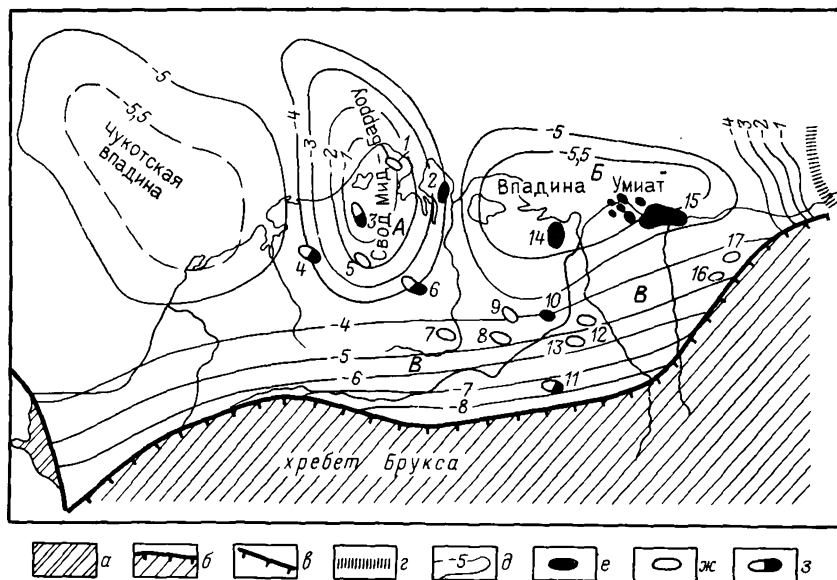 -5
-5,5
Чукотская
впадина
-4
-3
-2
-1
Барроу
Свод Мид
А
1
2
3
4
5
6
-5
-5,5
Впадина
Б
Умиат
14
15
-4
-3
-2
-1
17
16
В
9
10
7
8
12
13
11
-4
-5
-6
В
-7
-8
хребет Брукса
а
б
в
г
-5
д
е
ж
з